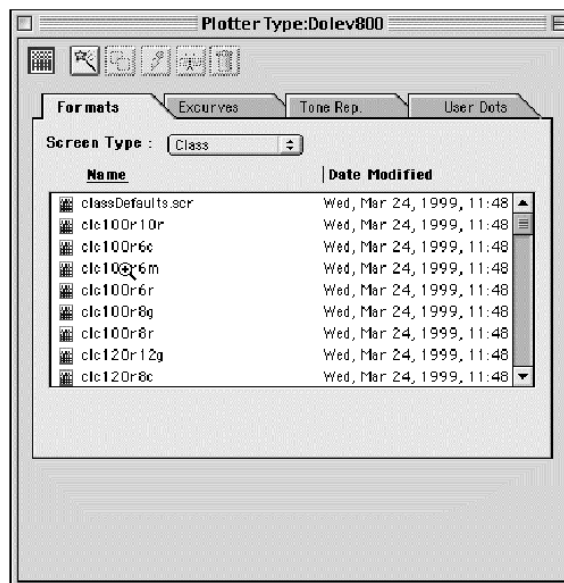 Plotter Type:Dolev800
Formats Excurves Tone Rep. User Dots
Screen Type : Class
Name Date Modified
classDefaults.scr Wed, Mar 24, 1999, 11:48
clc100r10r Wed, Mar 24, 1999, 11:48
clc100r6c Wed, Mar 24, 1999, 11:48
clc100r6m Wed, Mar 24, 1999, 11:48
clc100r6r Wed, Mar 24, 1999, 11:48
clc100r8g Wed, Mar 24, 1999, 11:48
clc100r8r Wed, Mar 24, 1999, 11:48
clc120r12g Wed, Mar 24, 1999, 11:48
clc120r8c Wed, Mar 24, 1999, 11:48